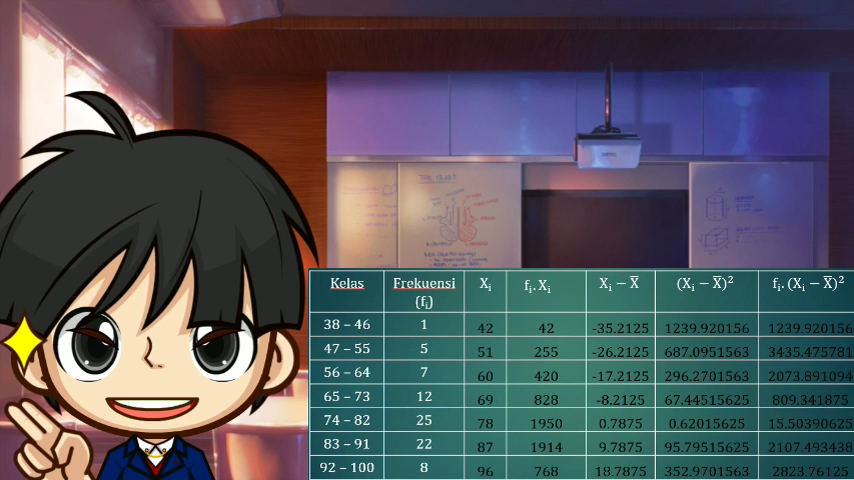 Kelas Frekuensi (fᵢ) Xᵢ fᵢ.Xᵢ Xᵢ – X̅ (Xᵢ – X̅)² fᵢ.(Xᵢ – X̅)²
38 – 46 1 42 42 -35.2125 1239.920156 1239.920156
47 – 55 5 51 255 -26.2125 687.0951563 3435.475781
56 – 64 7 60 420 -17.2125 296.2701563 2073.891094
65 – 73 12 69 828 -8.2125 67.44515625 809.341875
74 – 82 25 78 1950 0.7875 0.62015625 15.50390625
83 – 91 22 87 1914 9.7875 95.79515625 2107.493438
92 – 100 8 96 768 18.7875 352.9701563 2823.76125